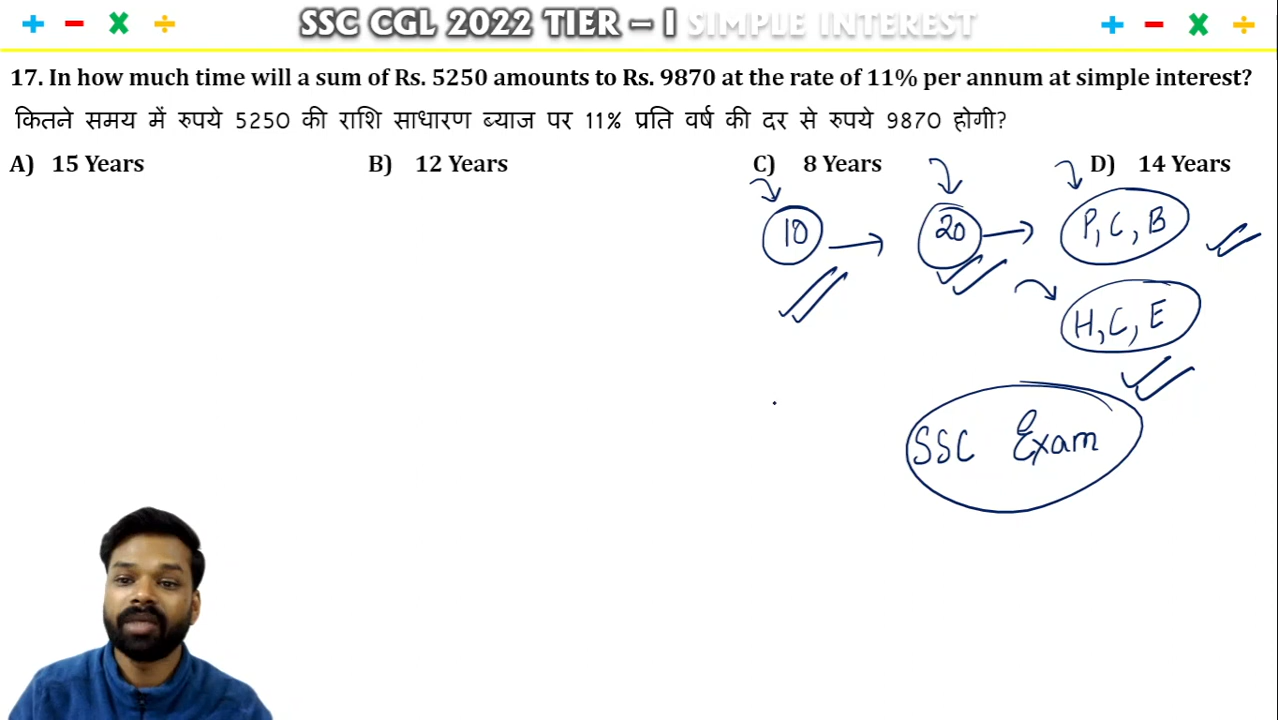 + - × ÷ SSC CGL 2022 TIER – I SIMPLE INTEREST + - × ÷
17. In how much time will a sum of Rs. 5250 amounts to Rs. 9870 at the rate of 11% per annum at simple interest?
कितने समय में रुपये 5250 की राशि साधारण ब्याज पर 11% प्रति वर्ष की दर से रुपये 9870 होगी?
A) 15 Years B) 12 Years C) 8 Years D) 14 Years
10 → 20 → P, C, B
H, C, E
SSC Exam